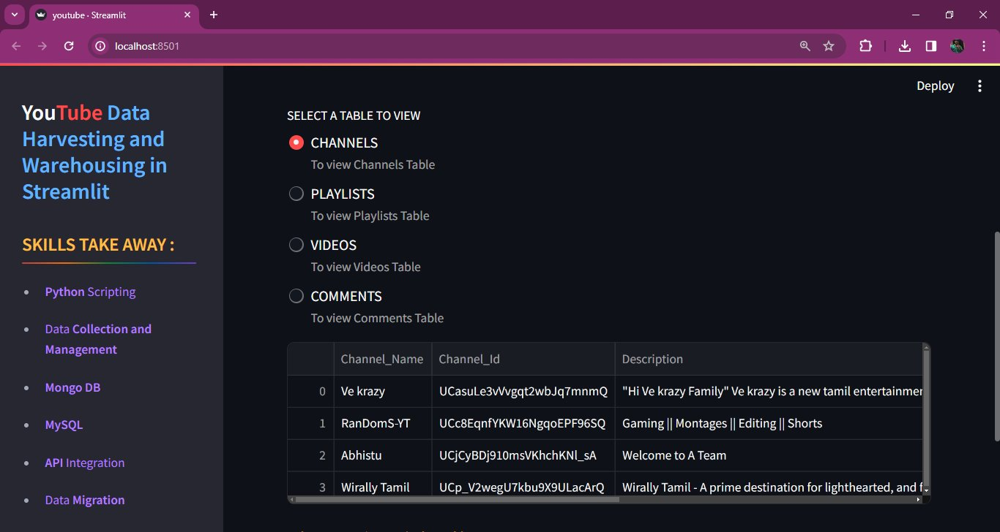 youtube · Streamlit
localhost:8501
Deploy
YouTube Data
Harvesting and
Warehousing in
Streamlit
SKILLS TAKE AWAY :
Python Scripting
Data Collection and
Management
Mongo DB
MySQL
API Integration
Data Migration
SELECT A TABLE TO VIEW
CHANNELS
To view Channels Table
PLAYLISTS
To view Playlists Table
VIDEOS
To view Videos Table
COMMENTS
To view Comments Table
Channel_Name Channel_Id Description
0 Ve krazy UCasuLe3vVvgqt2wbJq7mnmQ "Hi Ve krazy Family" Ve krazy is a new tamil entertainmer
1 RanDomS-YT UCc8EqnfYKW16NgqoEPF96SQ Gaming || Montages || Editing || Shorts
2 Abhistu UCjCyBDj910msVKhchKNl_sA Welcome to A Team
3 Wirally Tamil UCp_V2wegU7kbu9X9ULacArQ Wirally Tamil - A prime destination for lighthearted, and f